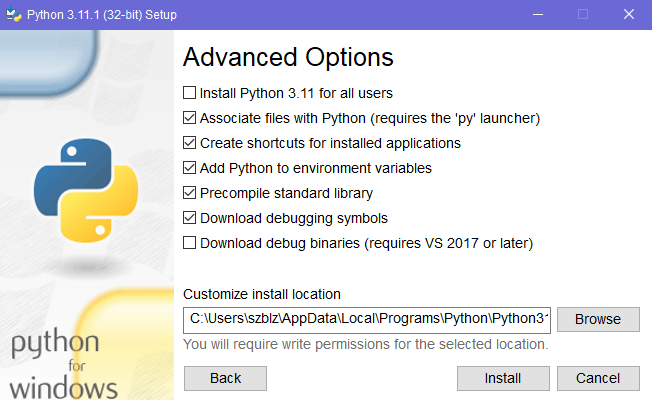 Python 3.11.1 (32-bit) Setup
Advanced Options
Install Python 3.11 for all users
Associate files with Python (requires the 'py' launcher)
Create shortcuts for installed applications
Add Python to environment variables
Precompile standard library
Download debugging symbols
Download debug binaries (requires VS 2017 or later)
Customize install location
C:\Users\szblz\AppData\Local\Programs\Python\Python31
Browse
You will require write permissions for the selected location.
python
for
windows
Back
Install
Cancel